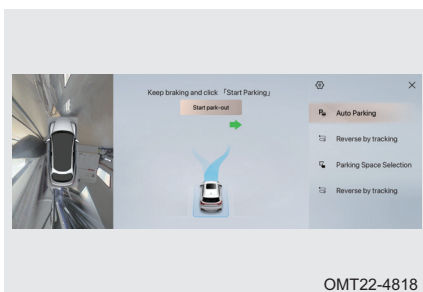 Keep braking and click 「Start Parking」
Start park-out
Auto Parking
Reverse by tracking
Parking Space Selection
Reverse by tracking
OMT22-4818